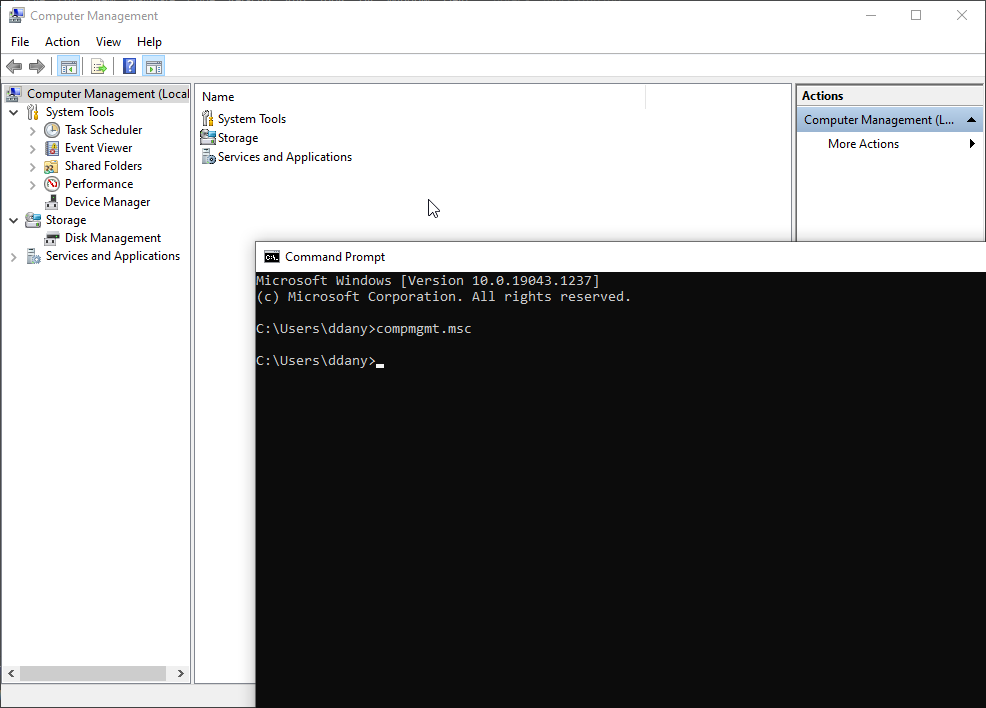 Computer Management
File Action View Help
Computer Management (Local
System Tools
Task Scheduler
Event Viewer
Shared Folders
Performance
Device Manager
Storage
Disk Management
Services and Applications
Name
System Tools
Storage
Services and Applications
Actions
Computer Management (L...
More Actions
C:\.
Command Prompt
Microsoft Windows [Version 10.0.19043.1237]
(c) Microsoft Corporation. All rights reserved.
C:\Users\ddany>compmgmt.msc
C:\Users\ddany>